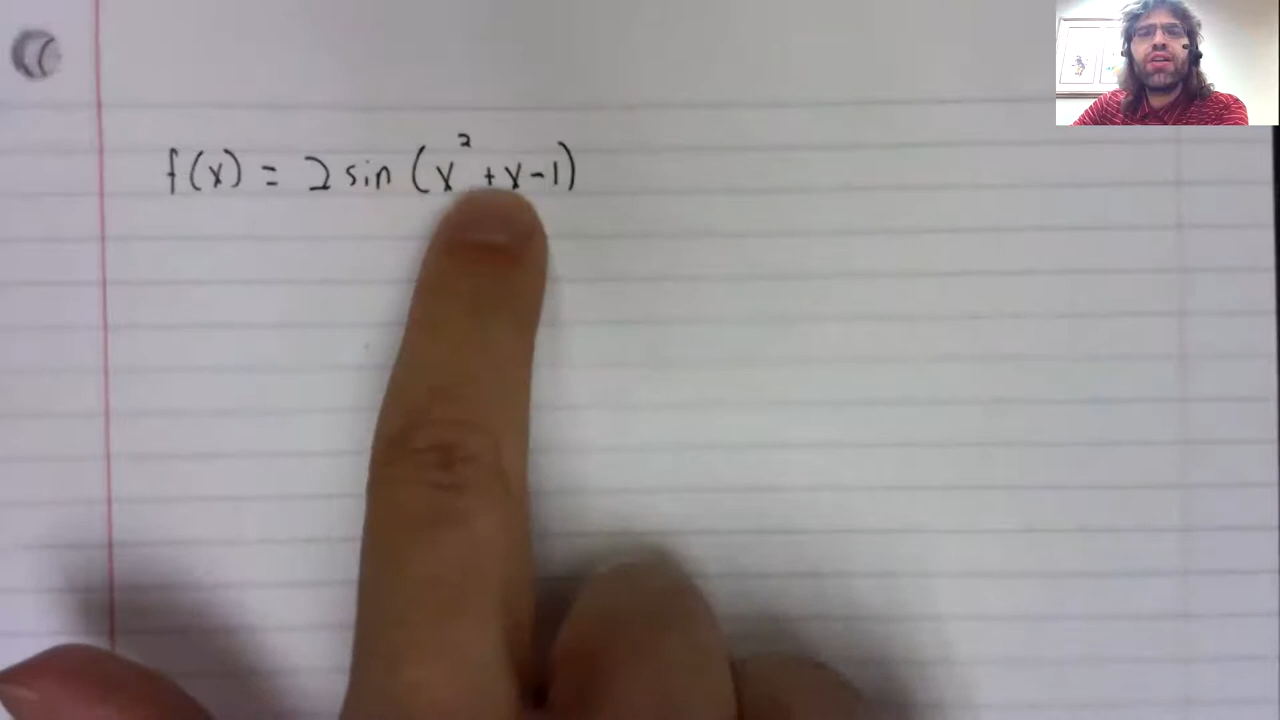 f(x) = 2 sin (x² + x - 1)